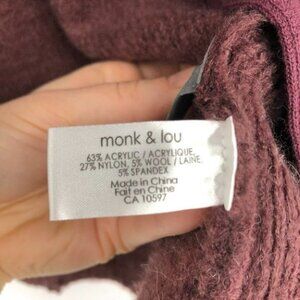 monk & lou
63% ACRYLIC / ACRYLIQUE,
27% NYLON, 5% WOOL / LAINE,
5% SPANDEX
Made in China
Fait en Chine
CA 10597